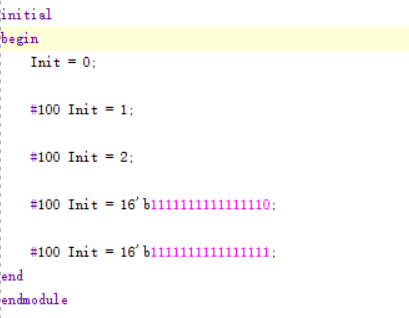 initial
begin
Init = 0;
#100 Init = 1;
#100 Init = 2;
#100 Init = 16'b1111111111111110;
#100 Init = 16'b1111111111111111;
end
endmodule